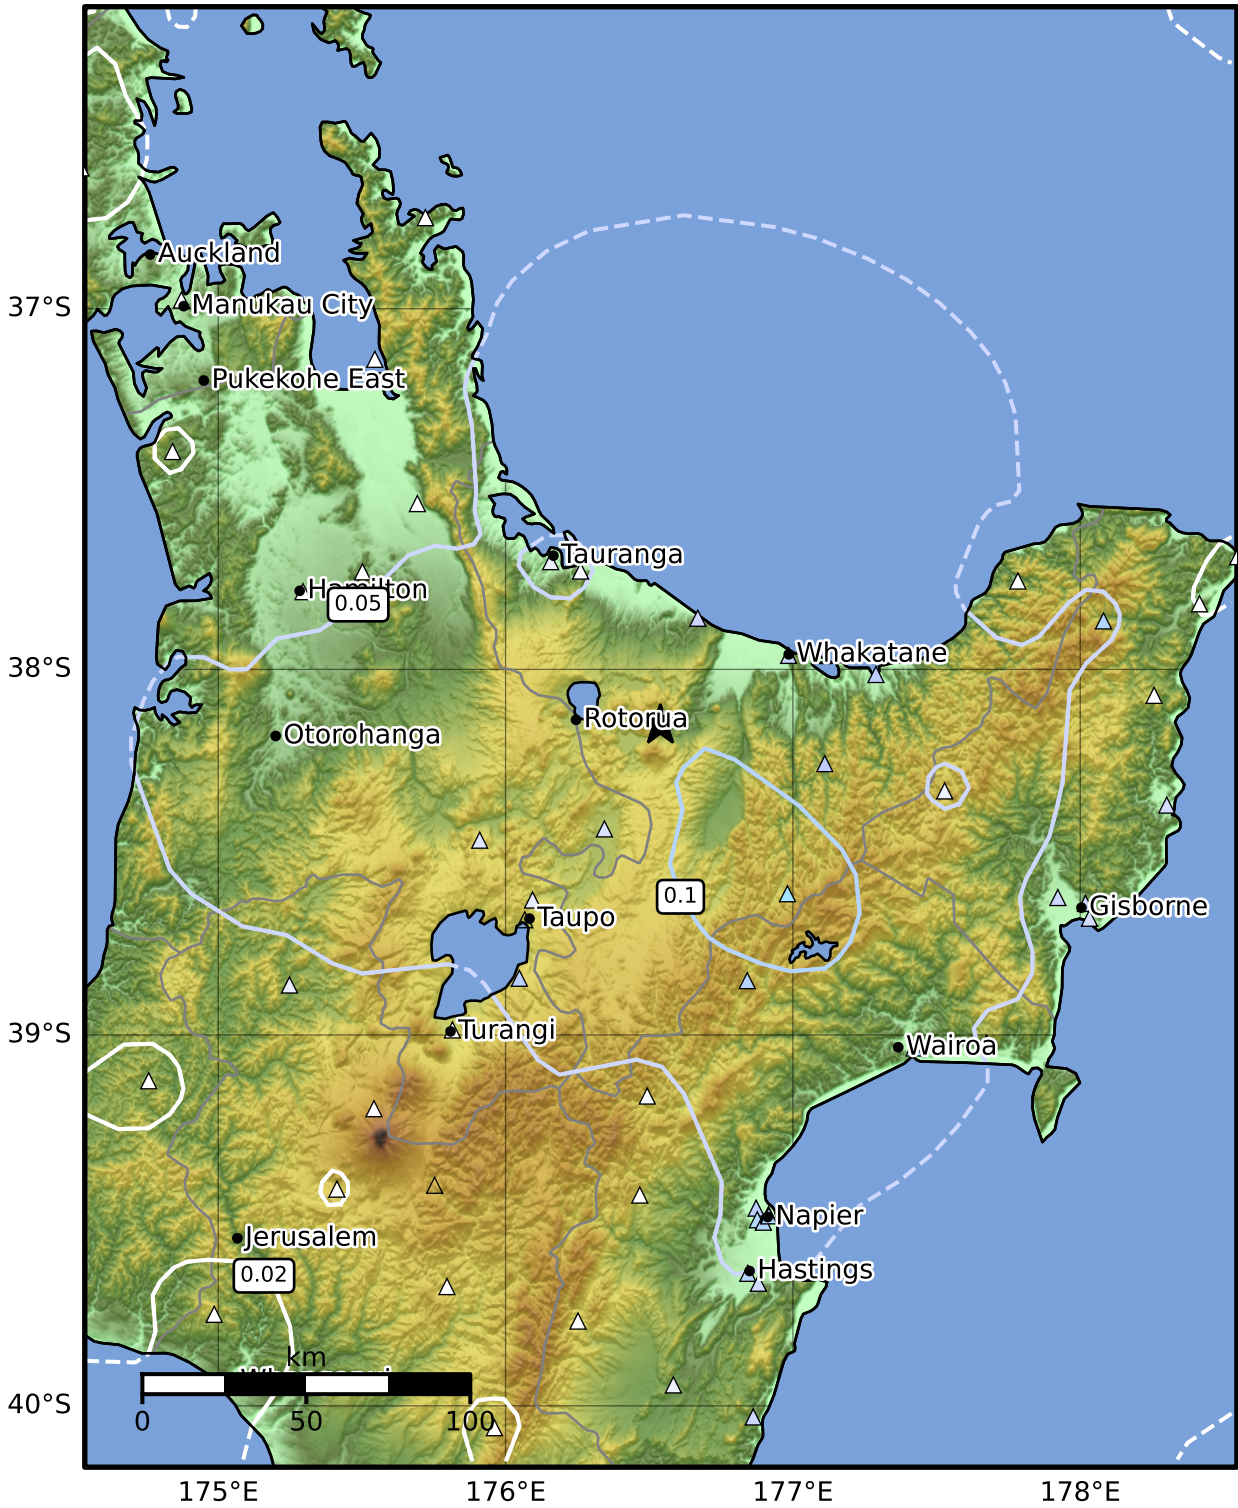 Auckland
37°S
Manukau City
Pukekohe East
Tauranga
Hamilton
0.05
Whakatane
38°S
Rotorua
Otorohanga
0.1
Taupo
Gisborne
39°S
Turangi
Wairoa
Napier
Jerusalem
Hastings
0.02
km
40°S
0 50 100
175°E 176°E 177°E 178°E